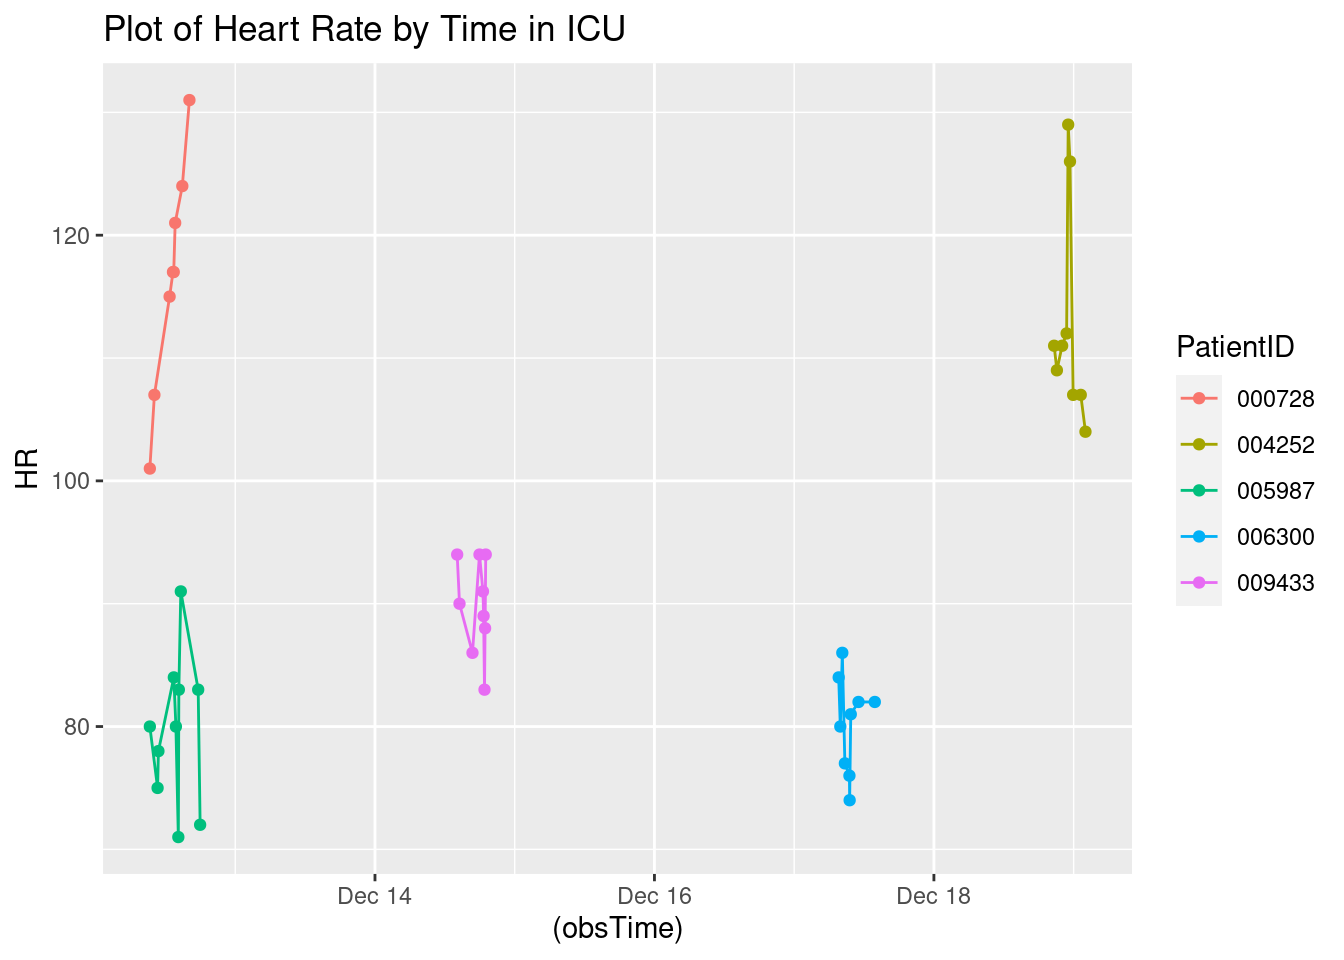 Plot of Heart Rate by Time in ICU
120
100
80
HR
Dec 14
Dec 16
Dec 18
(obsTime)
PatientID
000728
004252
005987
006300
009433